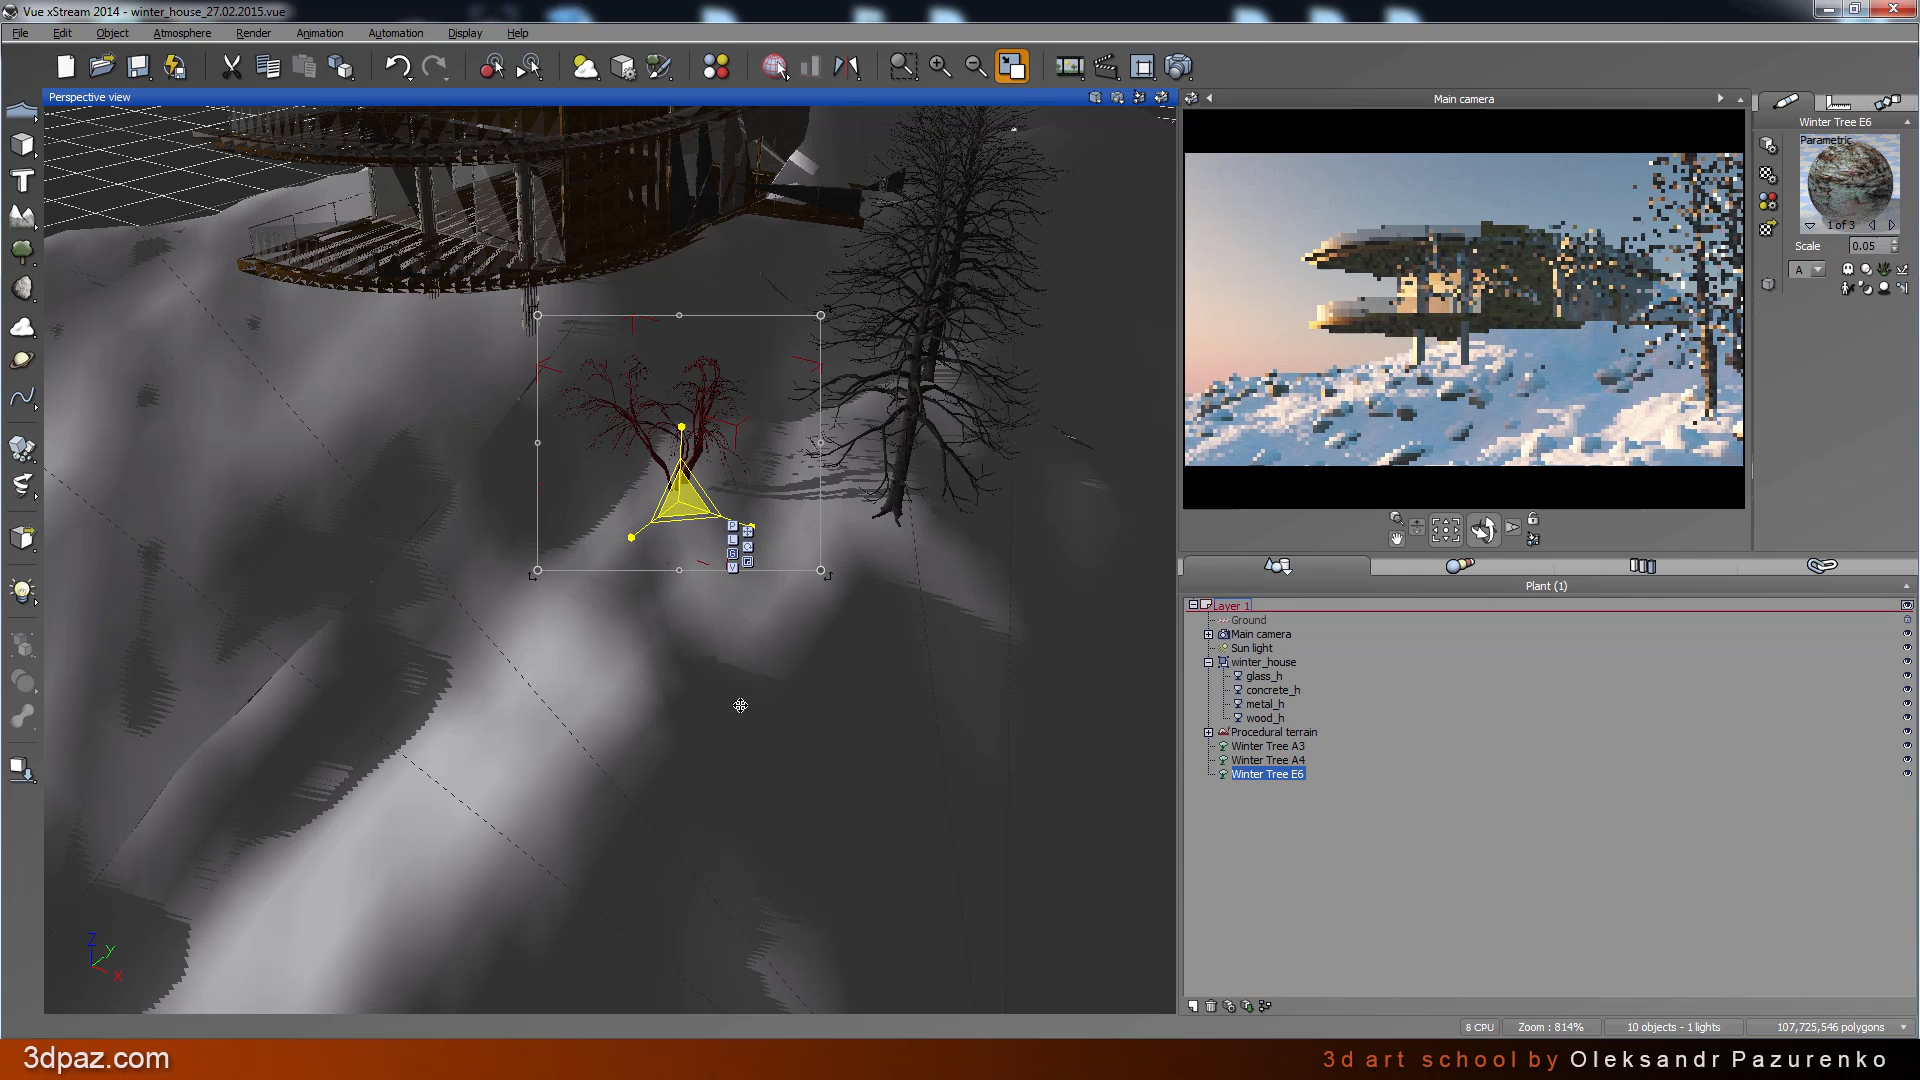 Vue xStream 2014 - winter_house_27.02.2015.vue
File Edit Object Atmosphere Render Animation Automation Display Help
Perspective view
Main camera
Winter Tree E6
Parametric
1 of 3
Scale 0.05
A
P
L
G
V
Z
Y
X
Plant (1)
Layer 1
Ground
Main camera
Sun light
winter_house
glass_h
concrete_h
metal_h
wood_h
Procedural terrain
Winter Tree A3
Winter Tree A4
Winter Tree E6
8 CPU Zoom : 814% 10 objects - 1 lights 107,725,546 polygons
3dpaz.com
3d art school by Oleksandr Pazurenko